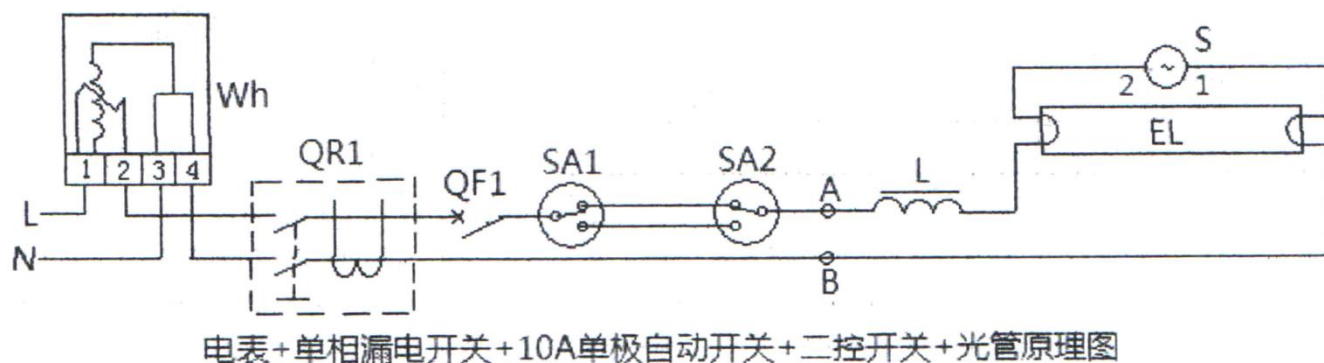 S
2 1
EL
Wh
1 2 3 4
QR1
QF1
SA1
SA2
A
L
L
N
B
电表+单相漏电开关+10A单极自动开关+二控开关+光管原理图